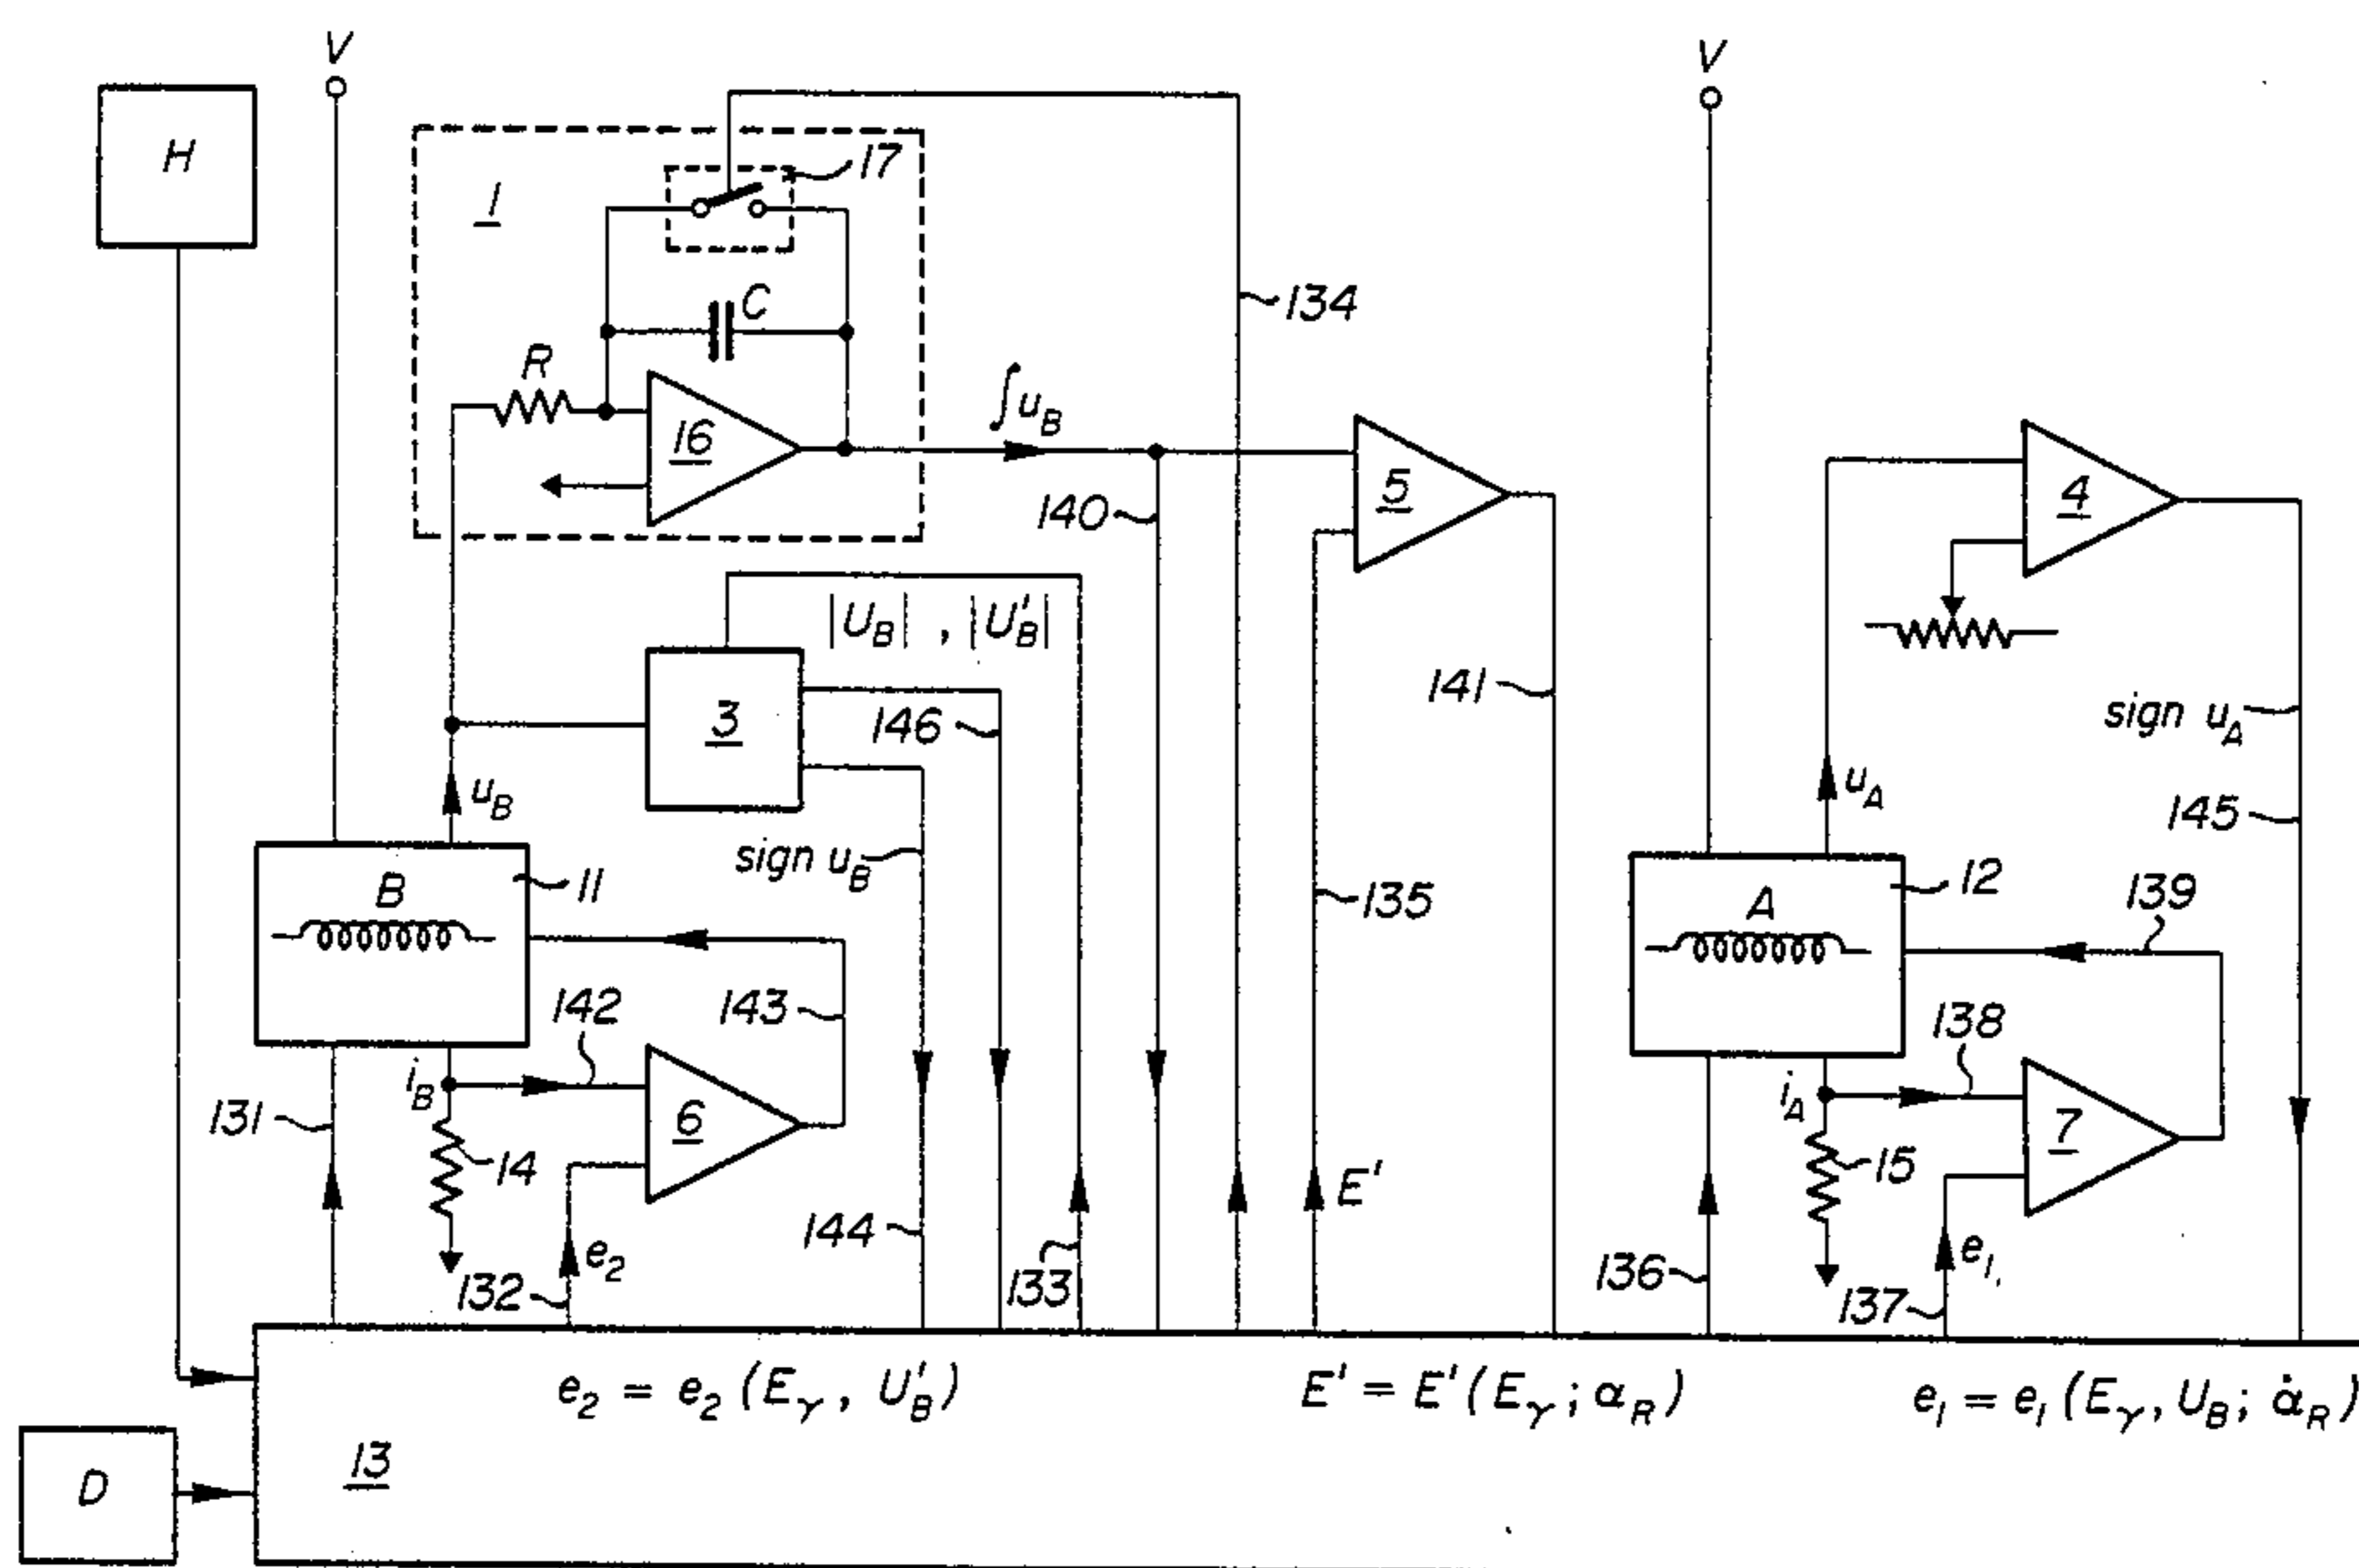 V
V
H
17
1
C
134
R
∫u_B
16
5
4
140
|U_B| , |U'_B|
141
3
146
sign u_A
u_B
u_A
145
sign u_B
B
11
135
12
139
A
142
143
138
i_B
i_A
131
6
7
14
15
E'
144
e_2
133
136
e_1
132
137
e_2 = e_2 (E_γ, U'_B)
E' = E' (E_γ; α_R)
e_1 = e_1 (E_γ, U_B; α̇_R)
13
D